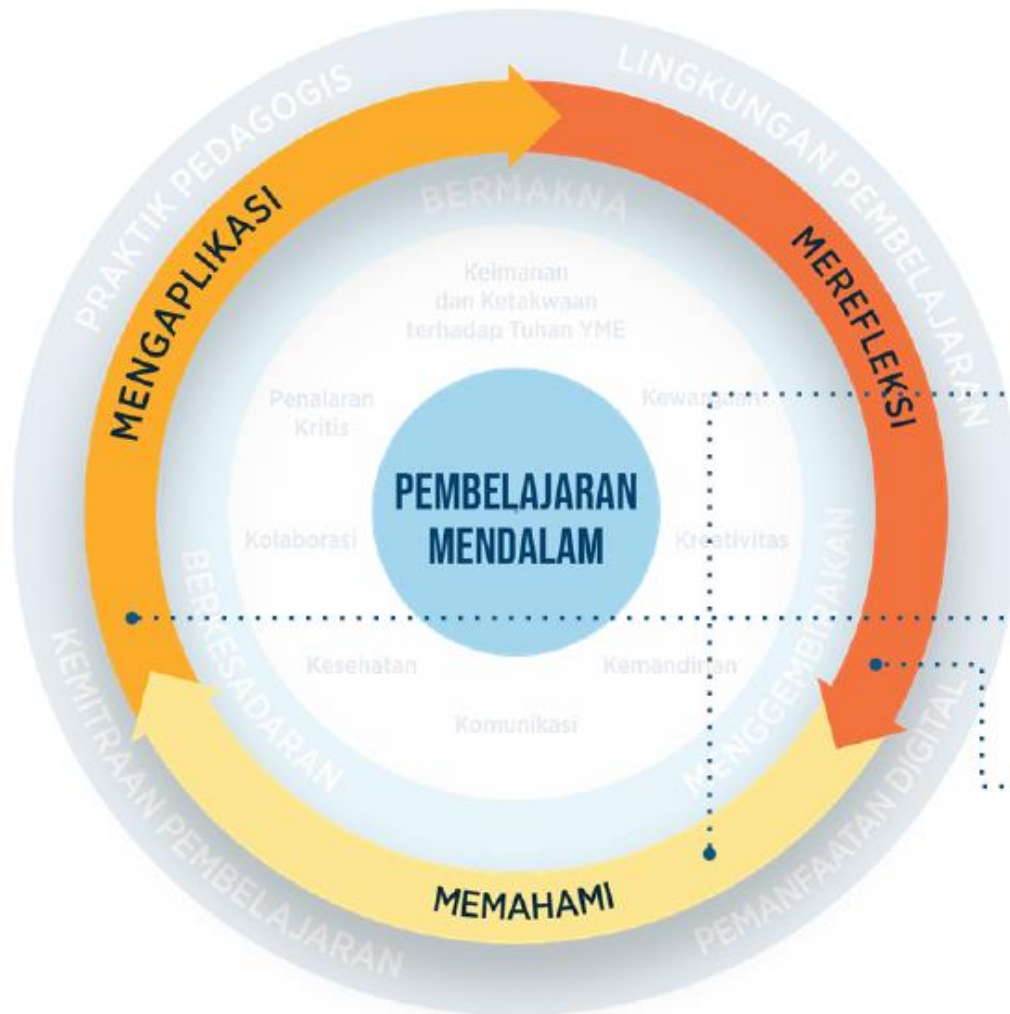 PRAKTIK PEDAGOGIS
LINGKUNGAN PEMBELAJARAN
MENGAPLIKASI
MEREFLEKSI
BERMAKNA
Keimanan
dan Ketakwaan
terhadap Tuhan YME
Penalaran
Kritis
Kewargaan
PEMBELAJARAN
MENDALAM
Kolaborasi
Kreativitas
BERKESADARAN
MENGGEMBIRAKAN
Kesehatan
Kemandirian
Komunikasi
MEMAHAMI
KEMITRAAN PEMBELAJARAN
PEMANFAATAN DIGITAL